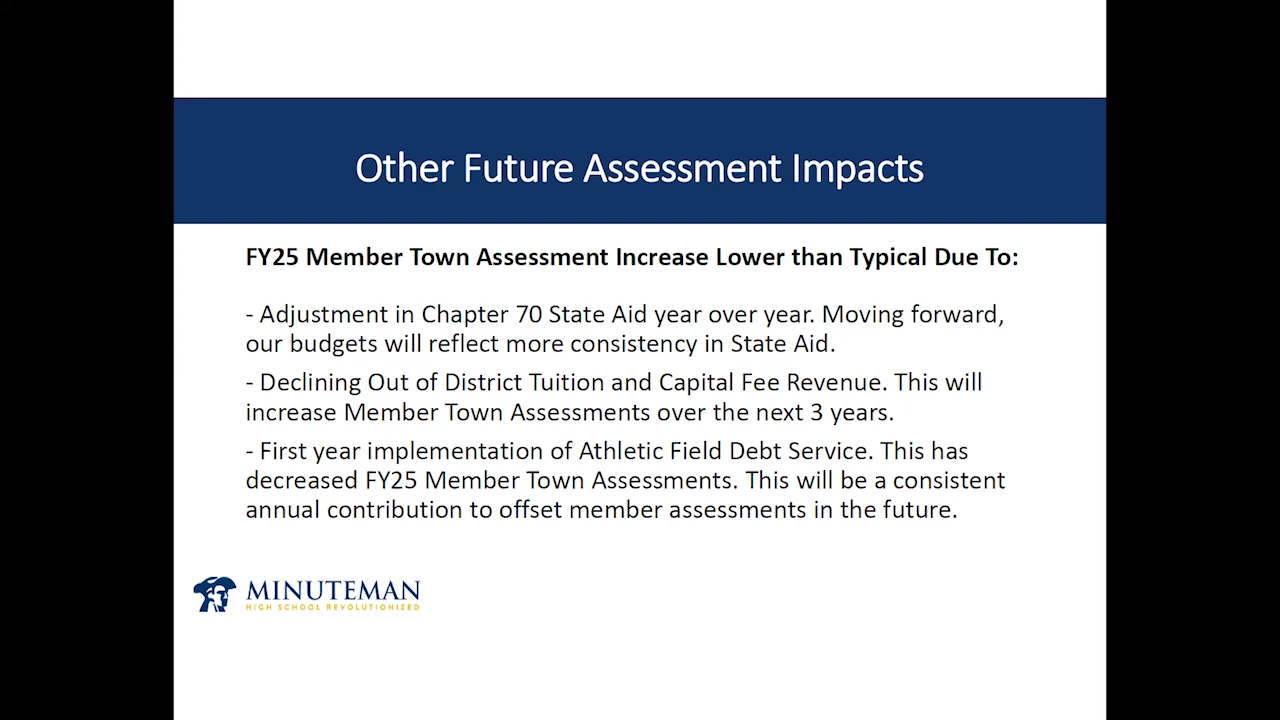 Other Future Assessment Impacts
FY25 Member Town Assessment Increase Lower than Typical Due To:
- Adjustment in Chapter 70 State Aid year over year. Moving forward,
our budgets will reflect more consistency in State Aid.
- Declining Out of District Tuition and Capital Fee Revenue. This will
increase Member Town Assessments over the next 3 years.
- First year implementation of Athletic Field Debt Service. This has
decreased FY25 Member Town Assessments. This will be a consistent
annual contribution to offset member assessments in the future.
MINUTEMAN
HIGH SCHOOL REVOLUTIONIZED